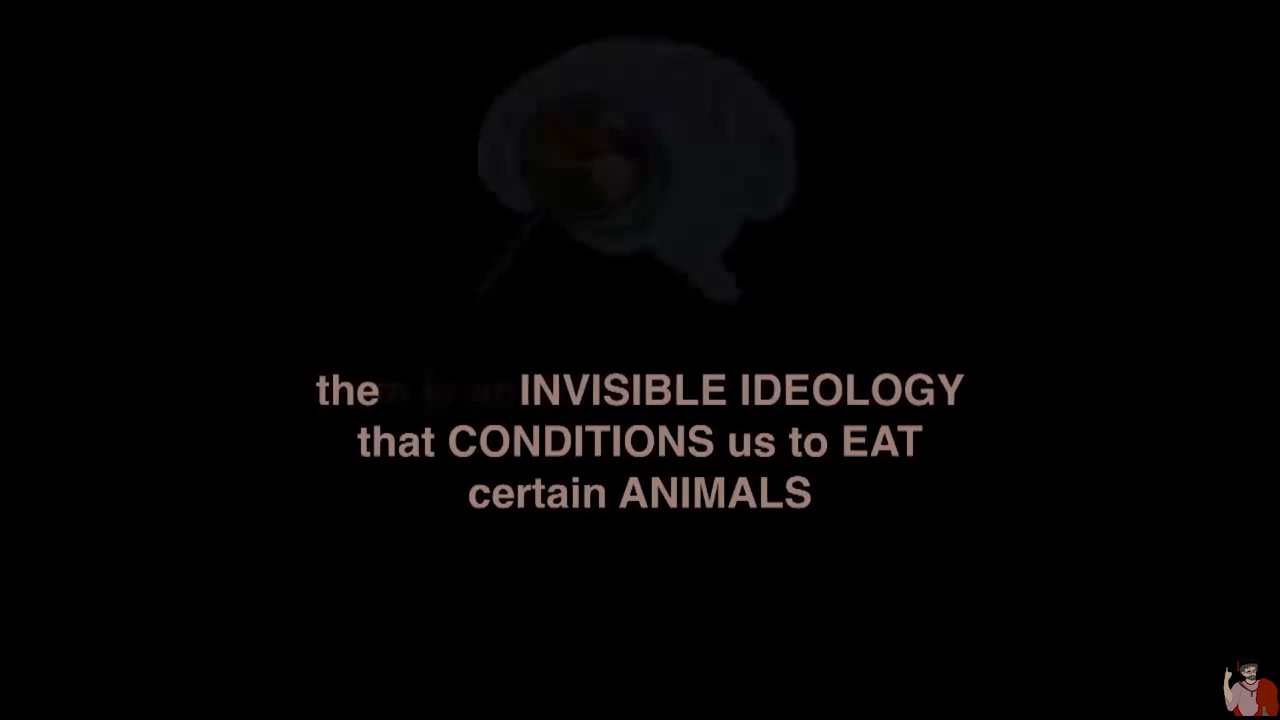 the INVISIBLE IDEOLOGY
that CONDITIONS us to EAT
certain ANIMALS